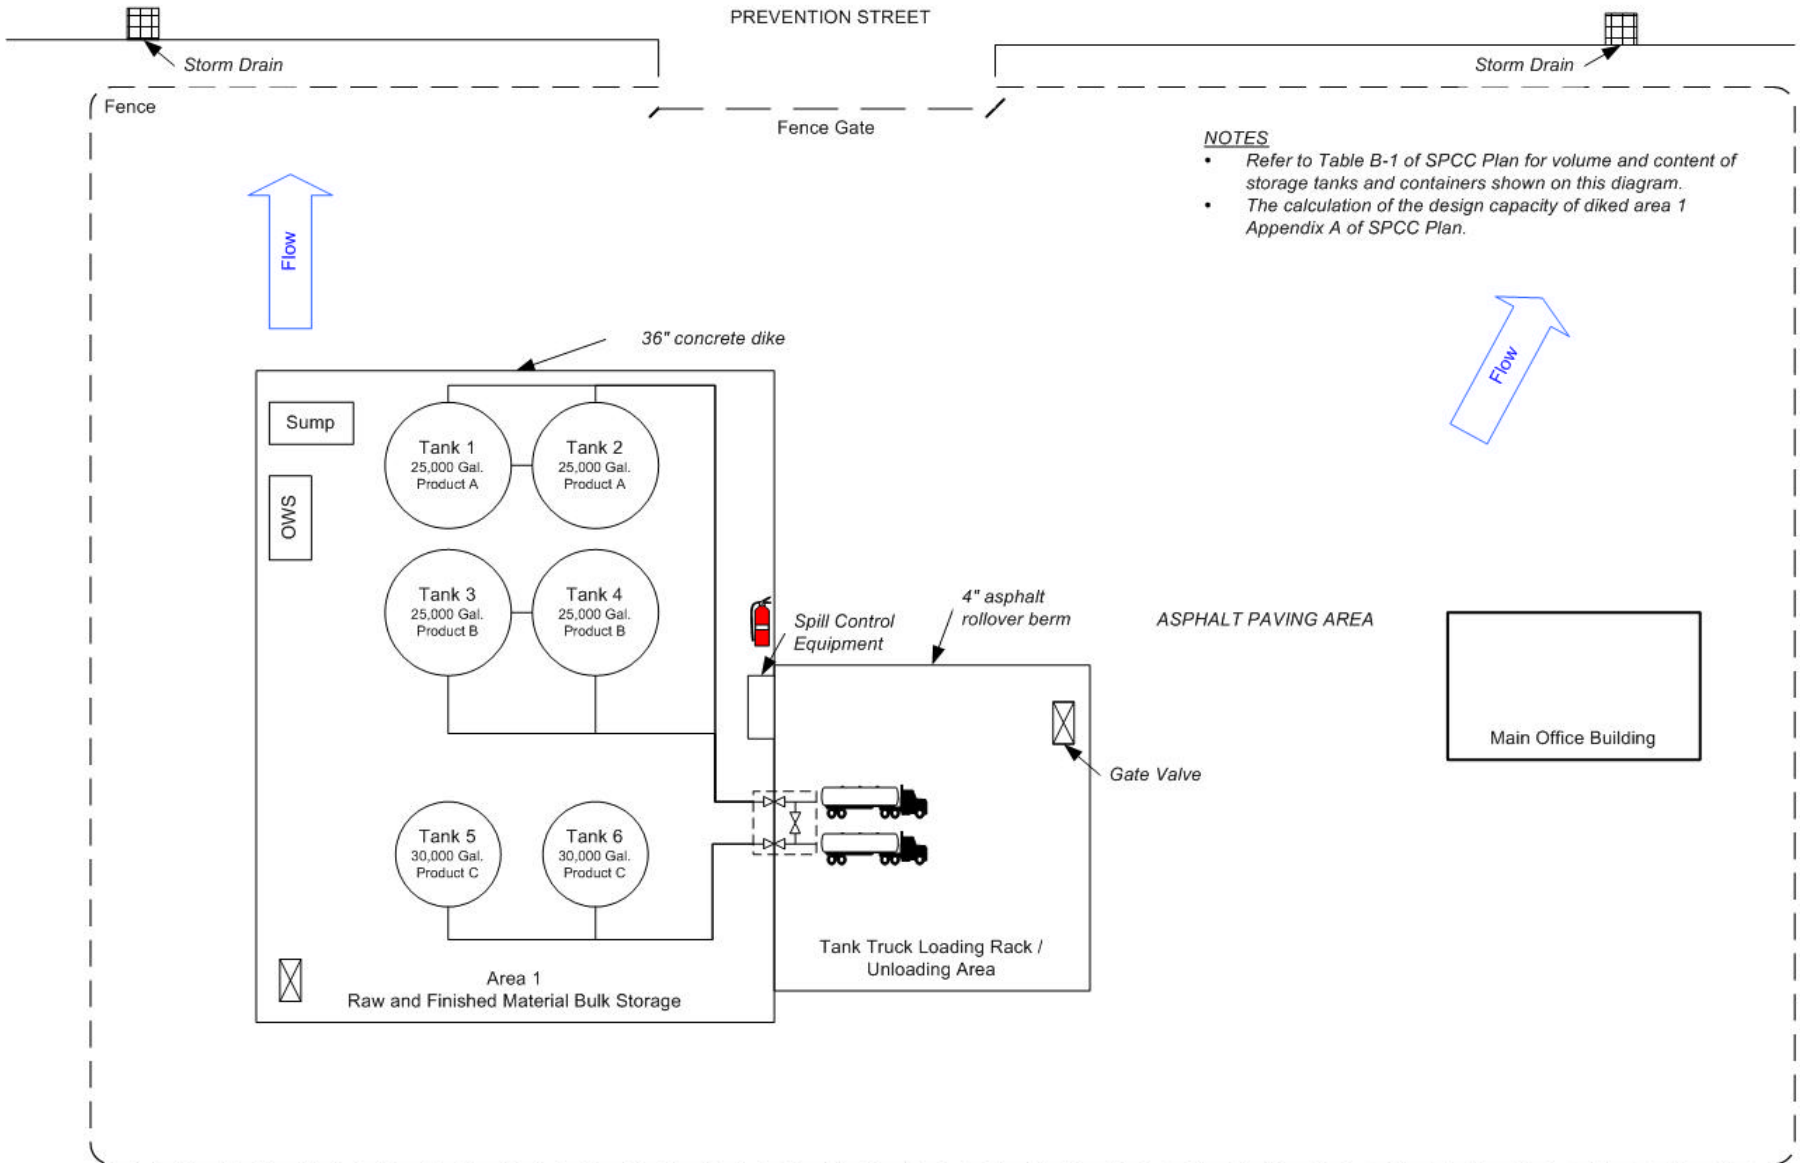 PREVENTION STREET
Storm Drain
Storm Drain
Fence
Fence Gate
NOTES
• Refer to Table B-1 of SPCC Plan for volume and content of
storage tanks and containers shown on this diagram.
• The calculation of the design capacity of diked area 1
Appendix A of SPCC Plan.
Flow
Flow
36" concrete dike
Sump
OWS
Tank 1
25,000 Gal.
Product A
Tank 2
25,000 Gal.
Product A
Tank 3
25,000 Gal.
Product B
Tank 4
25,000 Gal.
Product B
Spill Control
Equipment
4" asphalt
rollover berm
ASPHALT PAVING AREA
Main Office Building
Gate Valve
Tank 5
30,000 Gal.
Product C
Tank 6
30,000 Gal.
Product C
Tank Truck Loading Rack /
Unloading Area
Area 1
Raw and Finished Material Bulk Storage